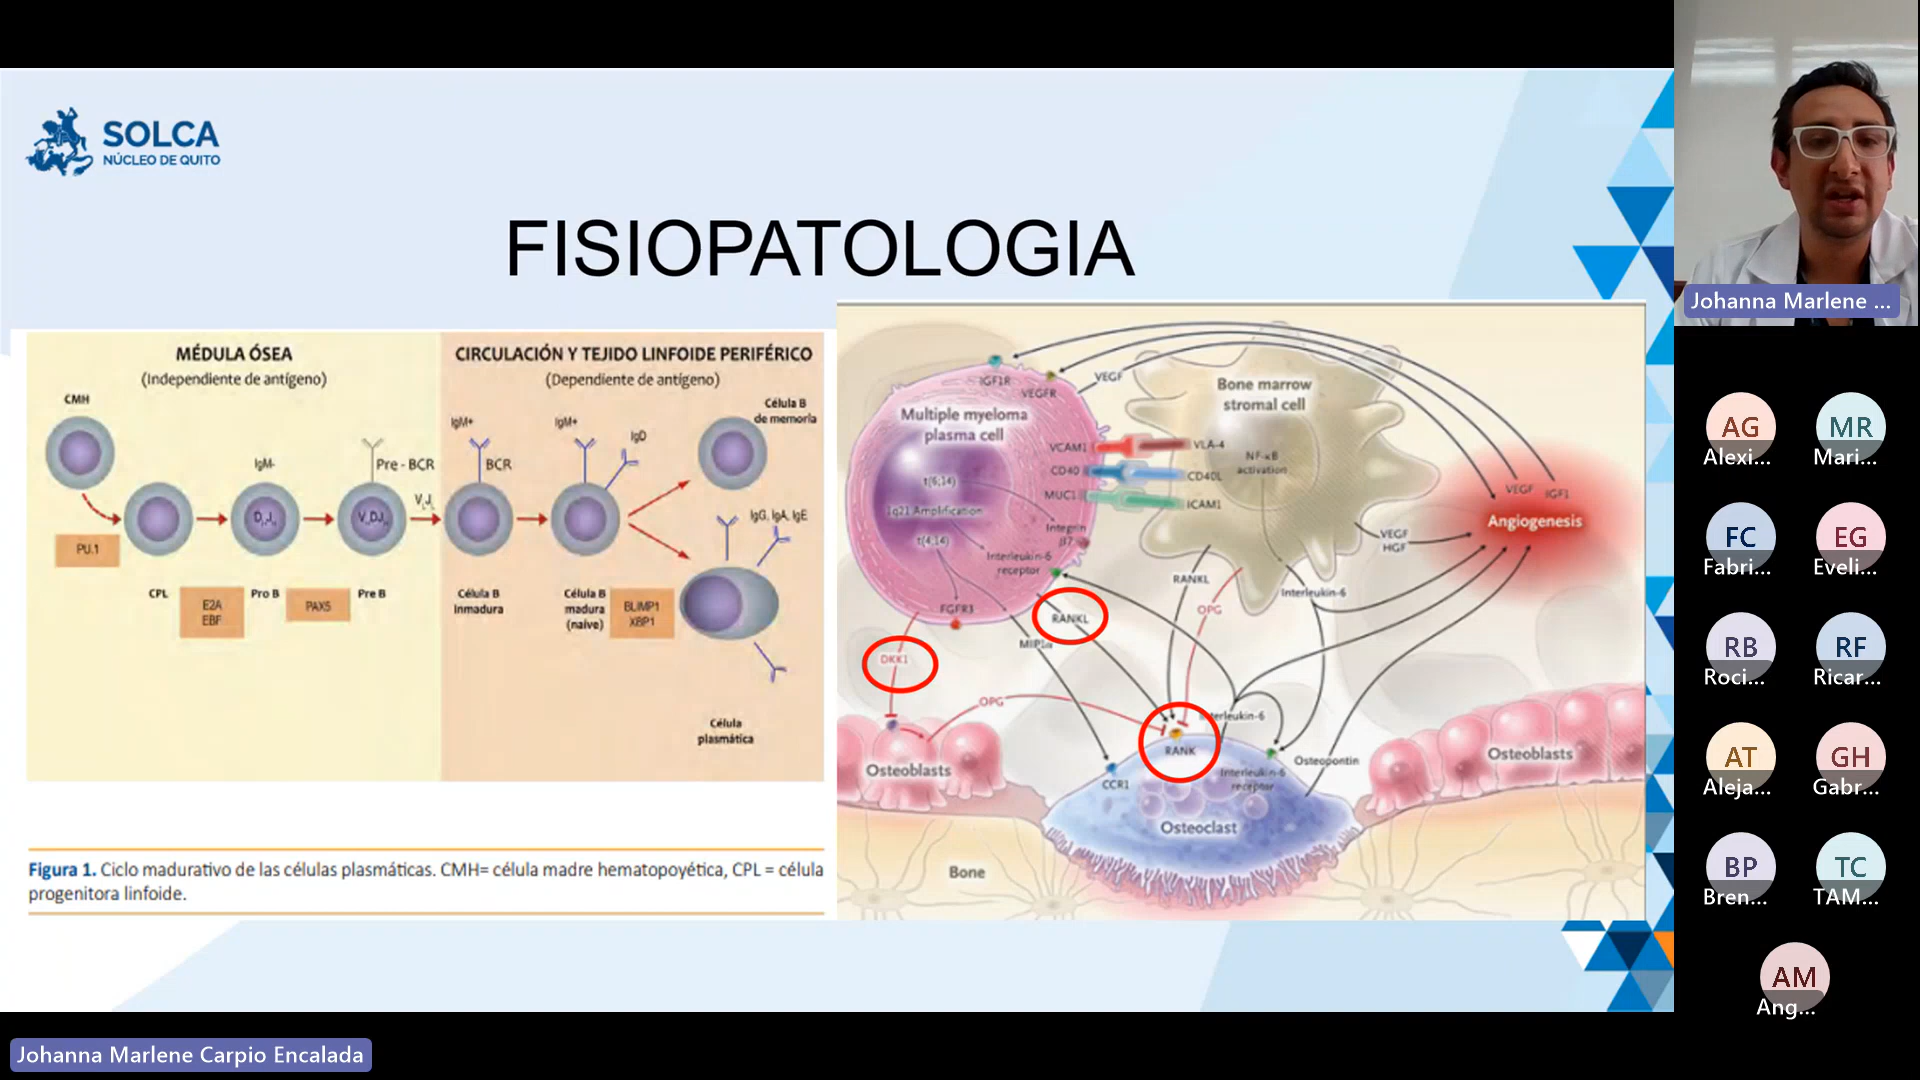 SOLCA
NÚCLEO DE QUITO
FISIOPATOLOGIA
MÉDULA ÓSEA
(Independiente de antígeno)
CIRCULACIÓN Y TEJIDO LINFOIDE PERIFÉRICO
(Dependiente de antígeno)
CMH
IgM-
Pre - BCR
IgM+
BCR
IgM+
IgD
Célula B
de memoria
IgG, IgA, IgE
PU.1
CPL
E2A
EBF
Pro B
PAX5
Pre B
Célula B
inmadura
Célula B
madura
(naive)
BLIMP1
XBP1
Célula
plasmática
Figura 1. Ciclo madurativo de las células plasmáticas. CMH= célula madre hematopoyética, CPL = célula
progenitora linfoide.
IGF1R
VEGFR
VEGF
Multiple myeloma
plasma cell
Bone marrow
stromal cell
VCAM1
VLA-4
CD40
CD40L
MUC1
ICAM1
NF-κB
activation
t(6;14)
1q21 Amplification
t(4;14)
Integrin
β7
Interleukin-6
receptor
FGFR3
RANKL
MIP1α
DKK1
OPG
RANKL
OPG
Interleukin-6
VEGF
HGF
VEGF
IGF1
Angiogenesis
Interleukin-6
RANK
CCR1
Interleukin-6
receptor
Osteopontin
Osteoblasts
Osteoblasts
Osteoclast
Bone
Johanna Marlene ...
AG
Alexi...
MR
Mari...
FC
Fabri...
EG
Eveli...
RB
Roci...
RF
Ricar...
AT
Aleja...
GH
Gabr...
BP
Bren...
TC
TAM...
AM
Ang...
Johanna Marlene Carpio Encalada